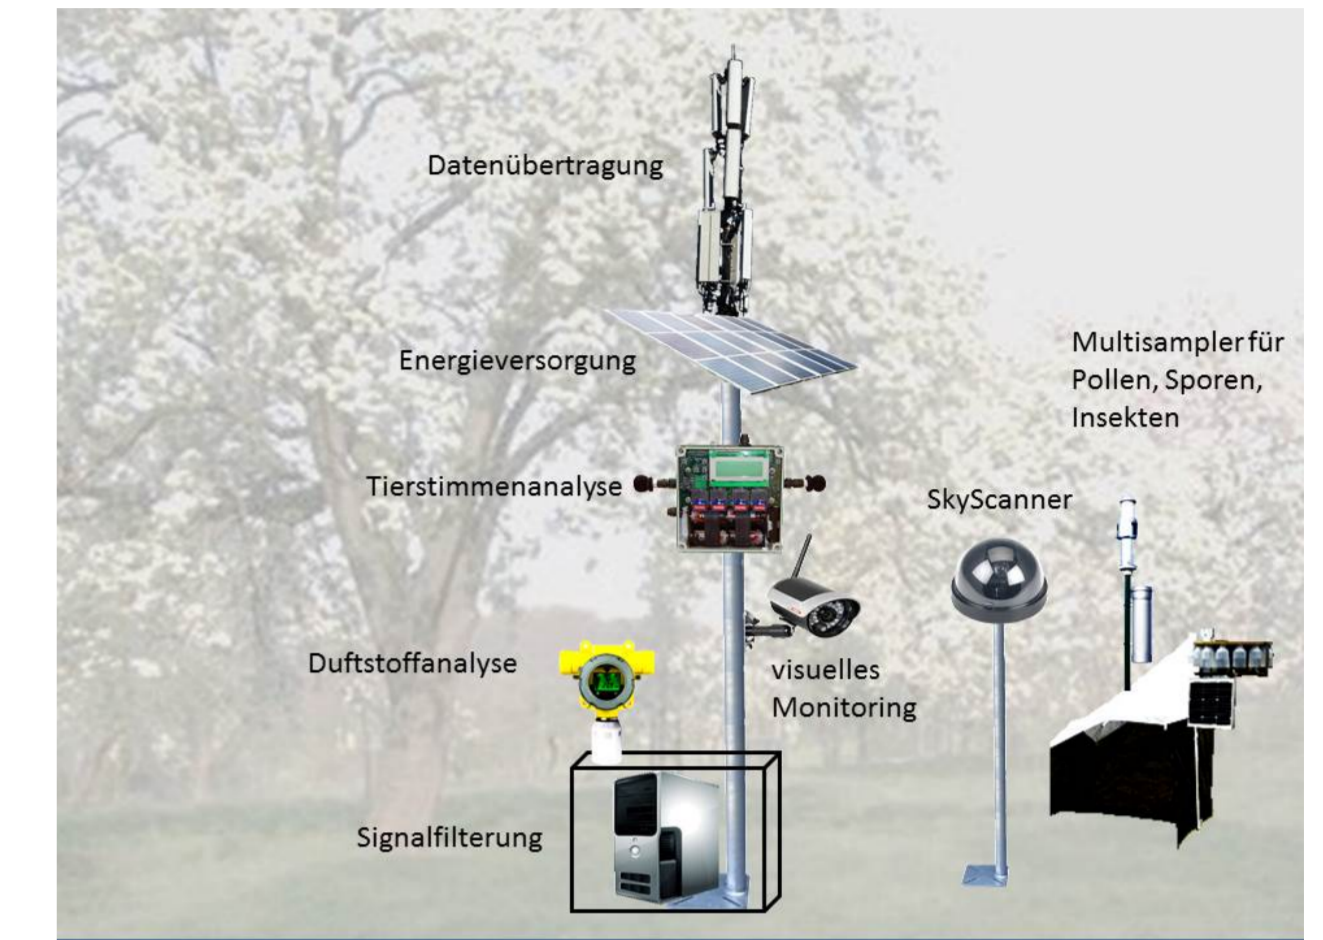 Datenübertragung
Energieversorgung
Multisampler für
Pollen, Sporen,
Insekten
Tierstimmenanalyse
SkyScanner
Duftstoffanalyse
visuelles
Monitoring
Signalfilterung